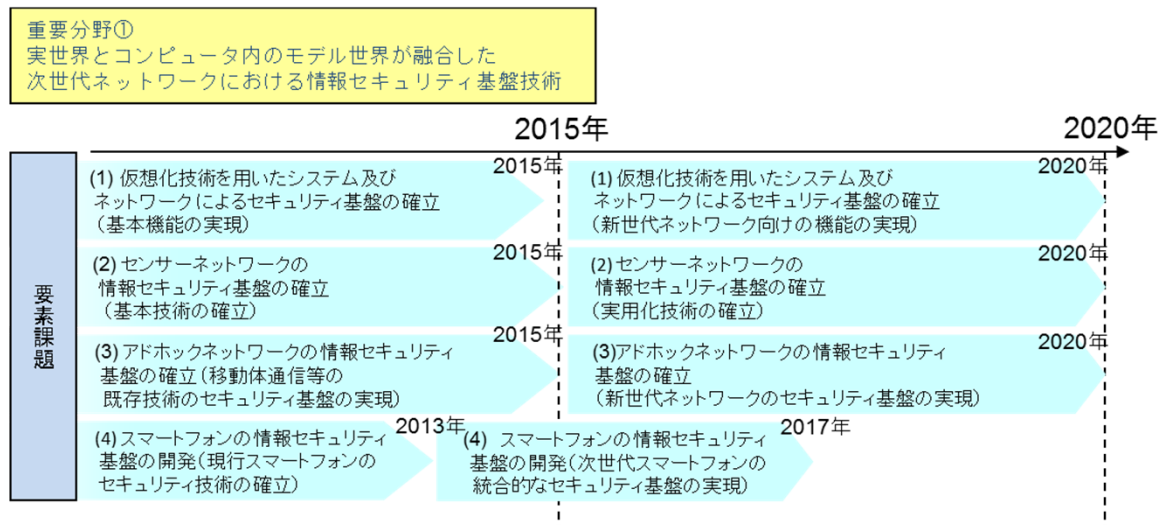 重要分野①
実世界とコンピュータ内のモデル世界が融合した
次世代ネットワークにおける情報セキュリティ基盤技術
2015年
2020年
要素課題
2015年
(1) 仮想化技術を用いたシステム及び
ネットワークによるセキュリティ基盤の確立
(基本機能の実現)
2020年
(1) 仮想化技術を用いたシステム及び
ネットワークによるセキュリティ基盤の確立
(新世代ネットワーク向けの機能の実現)
2015年
(2) センサーネットワークの
情報セキュリティ基盤の確立
(基本技術の確立)
2020年
(2) センサーネットワークの
情報セキュリティ基盤の確立
(実用化技術の確立)
2015年
(3) アドホックネットワークの情報セキュリティ
基盤の確立(移動体通信等の
既存技術のセキュリティ基盤の実現)
2020年
(3)アドホックネットワークの情報セキュリティ
基盤の確立
(新世代ネットワークのセキュリティ基盤の実現)
2013年
(4) スマートフォンの情報セキュリティ
基盤の開発(現行スマートフォンの
セキュリティ技術の確立)
2017年
(4) スマートフォンの情報セキュリティ
基盤の開発(次世代スマートフォンの
統合的なセキュリティ基盤の実現)